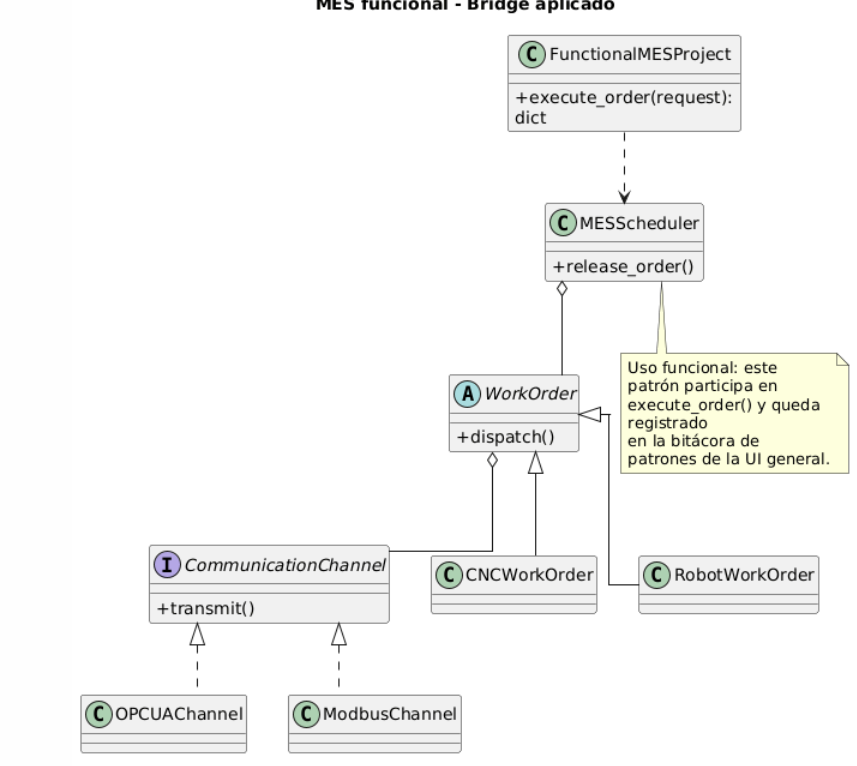 MES funcional - Bridge aplicado
C FunctionalMESProject
+execute_order(request):
dict
C MESScheduler
+release_order()
Uso funcional: este
patrón participa en
execute_order() y queda
registrado
en la bitácora de
patrones de la UI general.
A WorkOrder
+dispatch()
I CommunicationChannel
+transmit()
C CNCWorkOrder
C RobotWorkOrder
C OPCUAChannel
C ModbusChannel